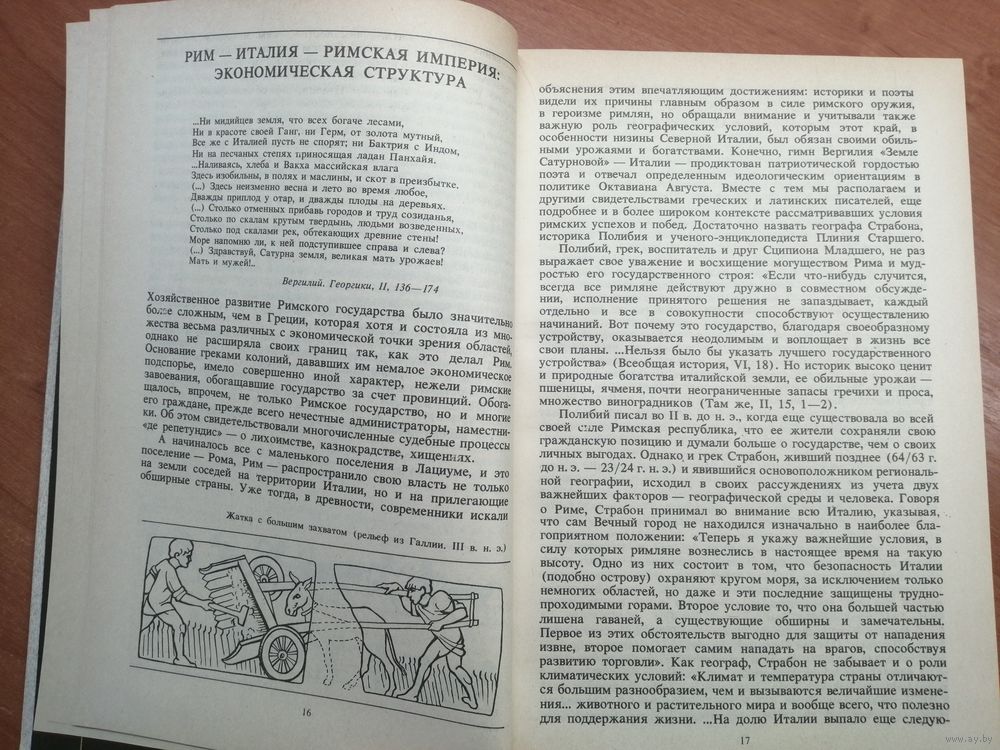 РИМ — ИТАЛИЯ — РИМСКАЯ ИМПЕРИЯ:
ЭКОНОМИЧЕСКАЯ СТРУКТУРА
...Ни мидийцев земля, что всех богаче лесами,
Ни в красоте своей Ганг, ни Герм, от золота мутный,
Все же с Италией пусть не спорят; ни Бактрия с Индом,
Ни на песчаных степях приносящая ладан Панхайя.
...Наливаясь, хлеба и Вакха массийская влага
Здесь изобильны, в полях и маслины, и скот в преизбытке.
(...) Здесь неизменно весна и лето во время любое,
Дважды приплод у отар, и дважды плоды на деревьях.
(...) Столько отменных прибавь городов и труд созиданья,
Столько по скалам крутым твердынь, людьми возведенных,
Столько под скалами рек, обтекающих древние стены!
Море напомню ли, к ней подступившее справа и слева?
(...) Здравствуй, Сатурна земля, великая мать урожаев!
Мать и мужей!..
Вергилий. Георгики, II, 136—174
Хозяйственное развитие Римского государства было значительно
более сложным, чем в Греции, которая хотя и состояла из мно-
жества весьма различных с экономической точки зрения областей,
однако не расширяла своих границ так, как это делал Рим.
Основание греками колоний, дававших им немалое экономическое
подспорье, имело совершенно иной характер, нежели римские
завоевания, обогащавшие государство за счет провинций. Обога-
щалось, впрочем, не только Римское государство, но и многие
его граждане, прежде всего нечестные администраторы, наместни-
ки. Об этом свидетельствовали многочисленные судебные процессы
«де репетундис» — о лихоимстве, казнокрадстве, хищениях.
А начиналось все с маленького поселения в Лациуме, и это
поселение — Рома, Рим — распространило свою власть не только
на земли соседей на территории Италии, но и на прилегающие
обширные страны. Уже тогда, в древности, современники искали
Жатка с большим захватом (рельеф из Галлии. III в. н. э.)
16
объяснения этим впечатляющим достижениям: историки и поэты
видели их причины главным образом в силе римского оружия,
в героизме римлян, но обращали внимание и учитывали также
важную роль географических условий, которым этот край, в
особенности низины Северной Италии, был обязан своими обиль-
ными урожаями и богатствами. Конечно, гимн Вергилия «Земле
Сатурновой» — Италии — продиктован патриотической гордостью
поэта и отвечал определенным идеологическим ориентациям в
политике Октавиана Августа. Вместе с тем мы располагаем и
другими свидетельствами греческих и латинских писателей, еще
подробнее и в более широком контексте рассматривавших условия
римских успехов и побед. Достаточно назвать географа Страбона,
историка Полибия и ученого-энциклопедиста Плиния Старшего.
Полибий, грек, воспитатель и друг Сципиона Младшего, не раз
выражает свое уважение и восхищение могуществом Рима и муд-
ростью его государственного строя: «Если что-нибудь случится,
всегда все римляне действуют дружно в совместном обсужде-
нии, исполнение принятого решения не запаздывает, каждый
отдельно и все в совокупности способствуют осуществлению
начинаний. Вот почему это государство, благодаря своеобразному
устройству, оказывается неодолимым и воплощает в жизнь все
свои планы. ...Нельзя было бы указать лучшего государственного
устройства» (Всеобщая история, VI, 18). Но историк высоко ценит
и природные богатства италийской земли, ее обильные урожаи —
пшеницы, ячменя, почти неограниченные запасы гречихи и проса,
множество виноградников (Там же, II, 15, 1—2).
Полибий писал во II в. до н. э., когда еще существовала во всей
своей силе Римская республика, что ее жители сохраняли свою
гражданскую позицию и думали больше о государстве, чем о своих
личных выгодах. Однако и грек Страбон, живший позднее (64/63 г.
до н. э. — 23/24 г. н. э.) и явившийся основоположником региональ-
ной географии, исходил в своих рассуждениях из учета двух
важнейших факторов — географической среды и человека. Говоря
о Риме, Страбон принимал во внимание всю Италию, указывая,
что сам Вечный город не находился изначально в наиболее бла-
гоприятном положении: «Теперь я укажу важнейшие условия, в
силу которых римляне вознеслись в настоящее время на такую
высоту. Одно из них состоит в том, что безопасность Италии
(подобно острову) охраняют кругом моря, за исключением только
немногих областей, но даже и эти последние защищены трудно-
проходимыми горами. Второе условие то, что она большей частью
лишена гаваней, а существующие обширны и замечательны.
Первое из этих обстоятельств выгодно для защиты от нападения
извне, второе помогает самим нападать на врагов, способствуя
развитию торговли». Как географ, Страбон не забывает и о роли
климатических условий: «Климат и температура страны отличают-
ся большим разнообразием, чем и вызываются величайшие измене-
ния... животного и растительного мира и вообще всего, что полезно
для поддержания жизни. ...На долю Италии выпало еще следую-
17
www.ay.by